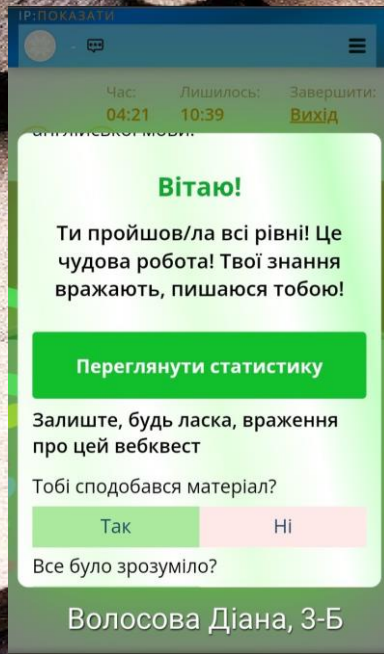 IP:ПОКАЗАТИ
Час: Лишилось: Завершити:
04:21 10:39 Вихід
англійської мови.
Вітаю!
Ти пройшов/ла всі рівні! Це
чудова робота! Твої знання
вражають, пишаюся тобою!
Переглянути статистику
Залиште, будь ласка, враження
про цей вебквест
Тобі сподобався матеріал?
Так Ні
Все було зрозуміло?
Волосова Діана, 3-Б